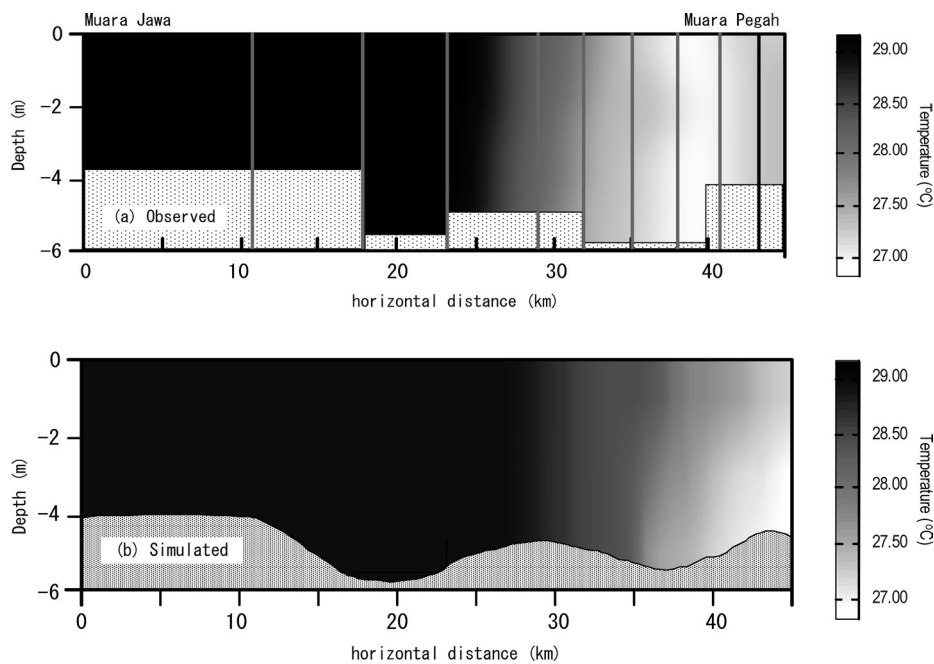 Muara Jawa Muara Pegah
0
-2
-4
-6
Depth (m)
(a) Observed
0 10 20 30 40
horizontal distance (km)
29.00
28.50
28.00
27.50
27.00
Temperature (ºC)
0
-2
-4
-6
Depth (m)
(b) Simulated
0 10 20 30 40
horizontal distance (km)
29.00
28.50
28.00
27.50
27.00
Temperature (ºC)